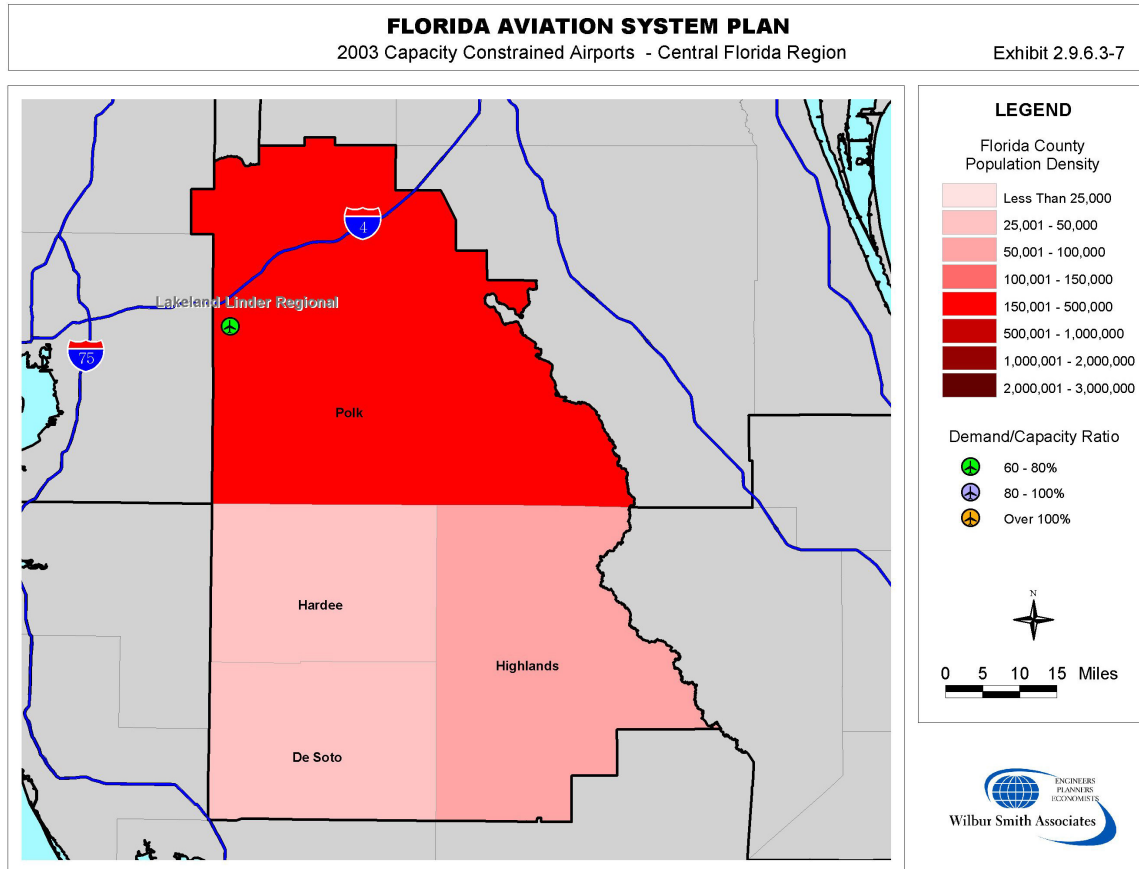 FLORIDA AVIATION SYSTEM PLAN
2003 Capacity Constrained Airports - Central Florida Region
Exhibit 2.9.6.3-7
4
Lakeland Linder Regional
75
Polk
Hardee
Highlands
De Soto
LEGEND
Florida County
Population Density
Less Than 25,000
25,001 - 50,000
50,001 - 100,000
100,001 - 150,000
150,001 - 500,000
500,001 - 1,000,000
1,000,001 - 2,000,000
2,000,001 - 3,000,000
Demand/Capacity Ratio
60 - 80%
80 - 100%
Over 100%
N
0 5 10 15 Miles
ENGINEERS
PLANNERS
ECONOMISTS
Wilbur Smith Associates